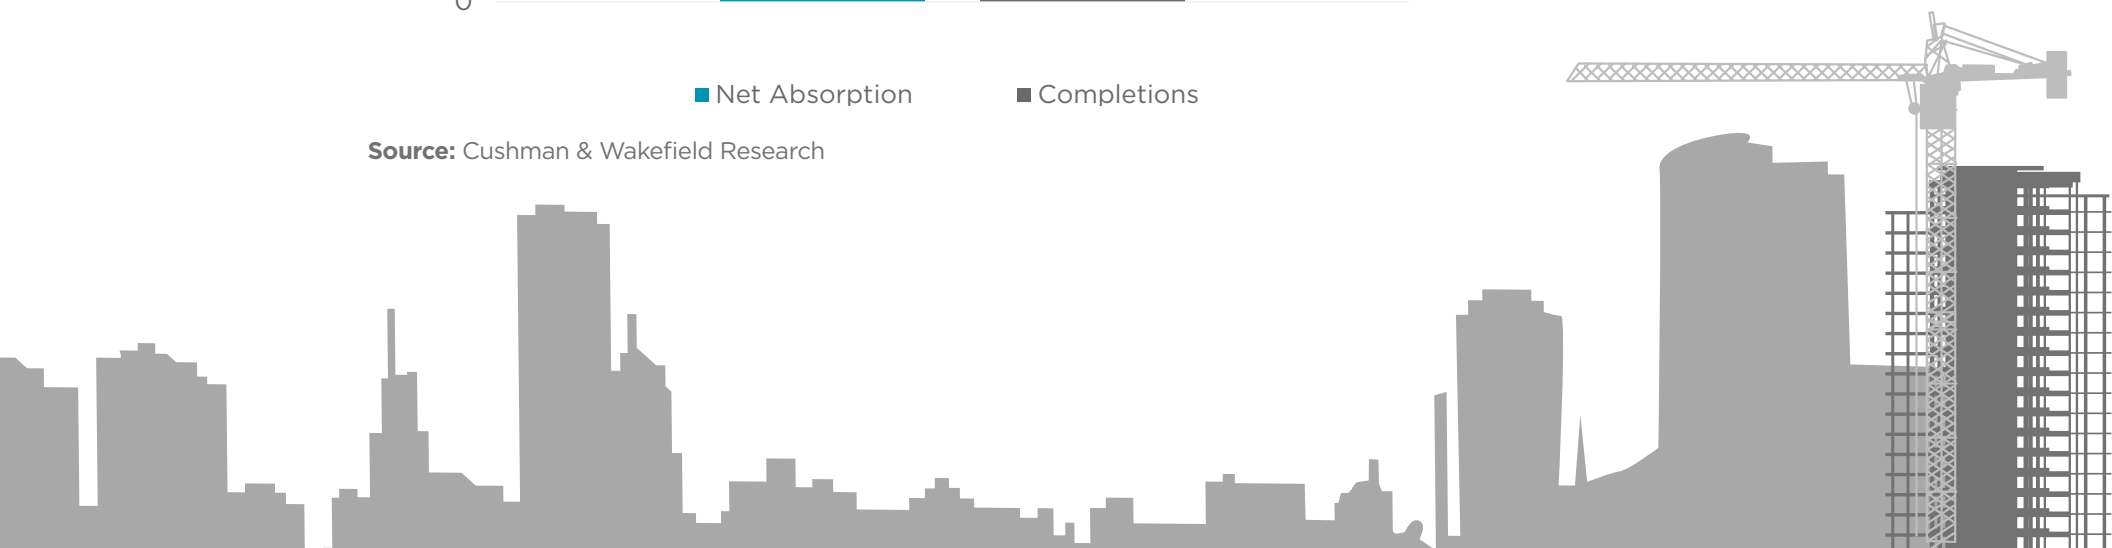 0
Net Absorption
Completions
Source: Cushman & Wakefield Research